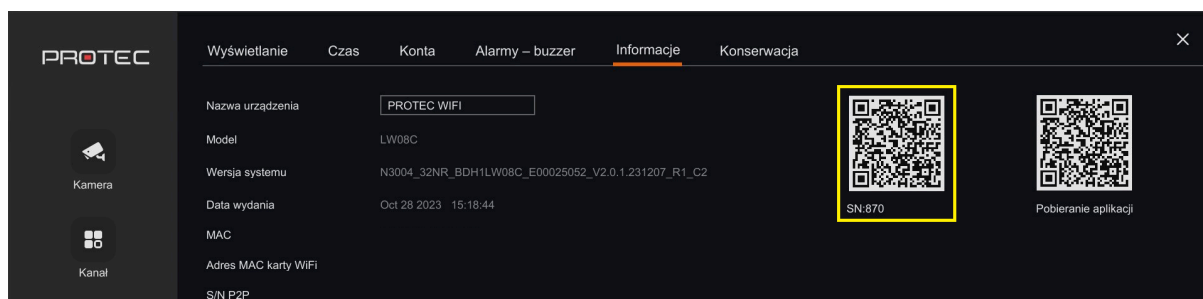 PROTEC
Wyświetlanie Czas Konta Alarmy – buzzer Informacje Konserwacja
Nazwa urządzenia PROTEC WIFI
Model LW08C
Wersja systemu N3004_32NR_BDH1LW08C_E00025052_V2.0.1.231207_R1_C2
Data wydania Oct 28 2023 15:18:44
MAC
Adres MAC karty WiFi
S/N P2P
Kamera
Kanał
SN:870
Pobieranie aplikacji